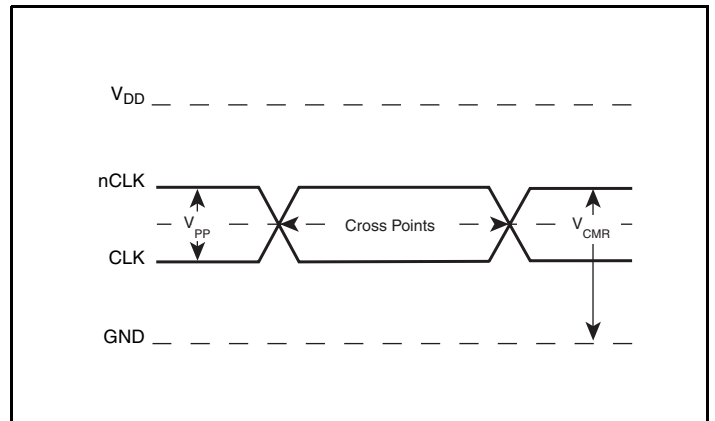 VDD
nCLK
VPP
Cross Points
VCMR
CLK
GND